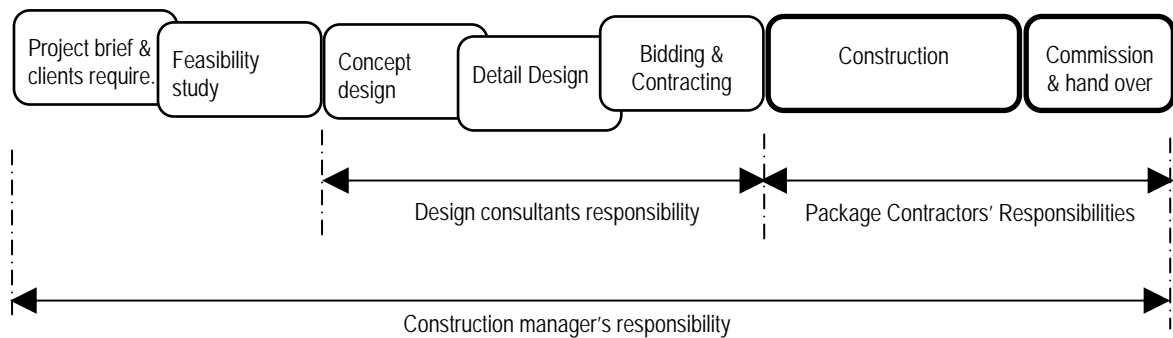 Project brief &
clients require.
Feasibility
study
Concept
design
Detail Design
Bidding &
Contracting
Construction
Commission
& hand over
Design consultants responsibility
Package Contractors' Responsibilities
Construction manager's responsibility